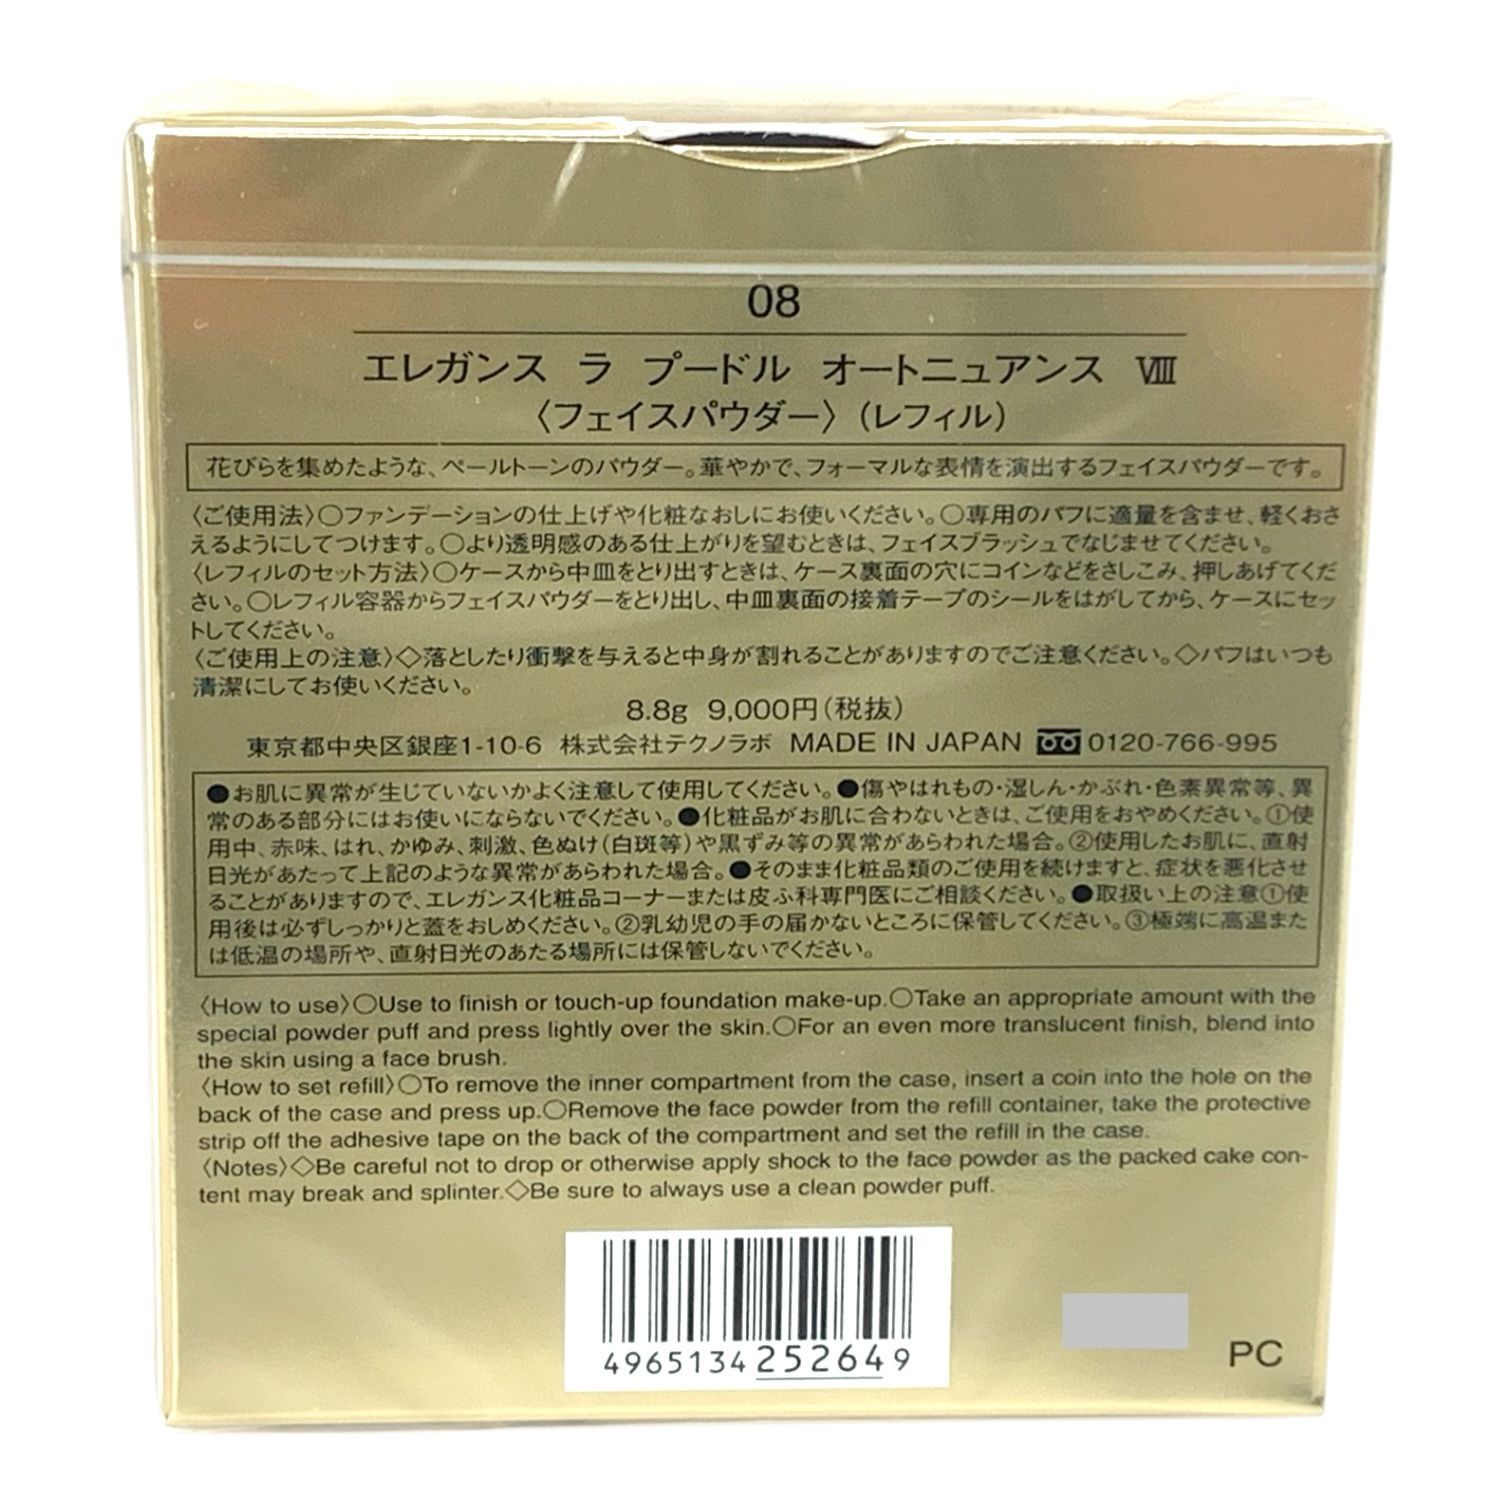 08
エレガンス ラ プードル オートニュアンス Ⅷ
〈フェイスパウダー〉(レフィル)
花びらを集めたような、ペールトーンのパウダー。華やかで、フォーマルな表情を演出するフェイスパウダーです。
〈ご使用法〉○ファンデーションの仕上げや化粧なおしにお使いください。○専用のパフに適量を含ませ、軽くおさ
えるようにしてつけます。○より透明感のある仕上がりを望むときは、フェイスブラッシュでなじませてください。
〈レフィルのセット方法〉○ケースから中皿をとり出すときは、ケース裏面の穴にコインなどをさしこみ、押しあげてくだ
さい。○レフィル容器からフェイスパウダーをとり出し、中皿裏面の接着テープのシールをはがしてから、ケースにセッ
トしてください。
〈ご使用上の注意〉◇落としたり衝撃を与えると中身が割れることがありますのでご注意ください。◇パフはいつも
清潔にしてお使いください。
8.8g 9,000円(税抜)
東京都中央区銀座1-10-6 株式会社テクノラボ MADE IN JAPAN 0120-766-995
●お肌に異常が生じていないかよく注意して使用してください。●傷やはれもの・湿しん・かぶれ・色素異常等、異
常のある部分にはお使いにならないでください。●化粧品がお肌に合わないときは、ご使用をおやめください。①使
用中、赤味、はれ、かゆみ、刺激、色ぬけ(白斑等)や黒ずみ等の異常があらわれた場合。②使用したお肌に、直射
日光があたって上記のような異常があらわれた場合。●そのまま化粧品類のご使用を続けますと、症状を悪化させ
ることがありますので、エレガンス化粧品コーナーまたは皮ふ科専門医にご相談ください。●取扱い上の注意①使
用後は必ずしっかりと蓋をおしめください。②乳幼児の手の届かないところに保管してください。③極端に高温また
は低温の場所や、直射日光のあたる場所には保管しないでください。
〈How to use〉○Use to finish or touch-up foundation make-up.○Take an appropriate amount with the
special powder puff and press lightly over the skin.○For an even more translucent finish, blend into
the skin using a face brush.
〈How to set refill〉○To remove the inner compartment from the case, insert a coin into the hole on the
back of the case and press up.○Remove the face powder from the refill container, take the protective
strip off the adhesive tape on the back of the compartment and set the refill in the case.
〈Notes〉◇Be careful not to drop or otherwise apply shock to the face powder as the packed cake con-
tent may break and splinter.◇Be sure to always use a clean powder puff.
4965134252649
PC